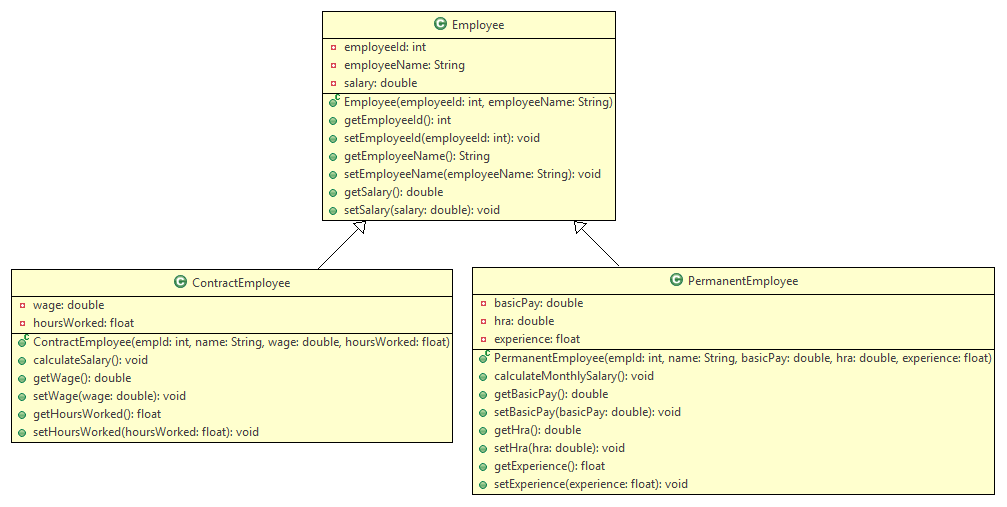 Employee
employeeId: int
employeeName: String
salary: double
Employee(employeeId: int, employeeName: String)
getEmployeeId(): int
setEmployeeId(employeeId: int): void
getEmployeeName(): String
setEmployeeName(employeeName: String): void
getSalary(): double
setSalary(salary: double): void
ContractEmployee
wage: double
hoursWorked: float
ContractEmployee(empId: int, name: String, wage: double, hoursWorked: float)
calculateSalary(): void
getWage(): double
setWage(wage: double): void
getHoursWorked(): float
setHoursWorked(hoursWorked: float): void
PermanentEmployee
basicPay: double
hra: double
experience: float
PermanentEmployee(empId: int, name: String, basicPay: double, hra: double, experience: float)
calculateMonthlySalary(): void
getBasicPay(): double
setBasicPay(basicPay: double): void
getHra(): double
setHra(hra: double): void
getExperience(): float
setExperience(experience: float): void